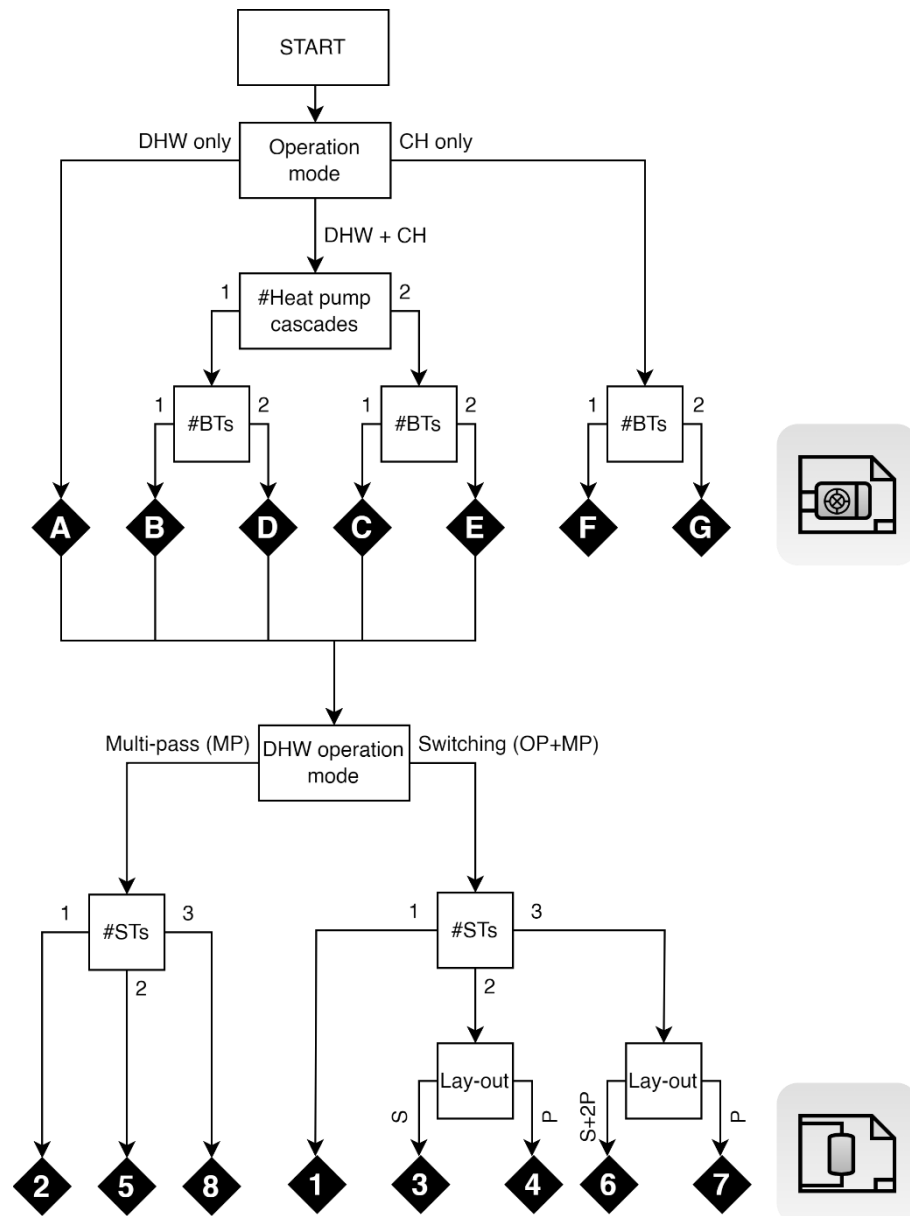 START
DHW only
Operation
mode
CH only
DHW + CH
1
#Heat pump
cascades
2
1
#BTs
2
1
#BTs
2
1
#BTs
2
A
B
D
C
E
F
G
Multi-pass (MP)
DHW operation
mode
Switching (OP+MP)
1
#STs
3
2
1
#STs
3
2
Lay-out
S
P
Lay-out
S+2P
P
2
5
8
1
3
4
6
7